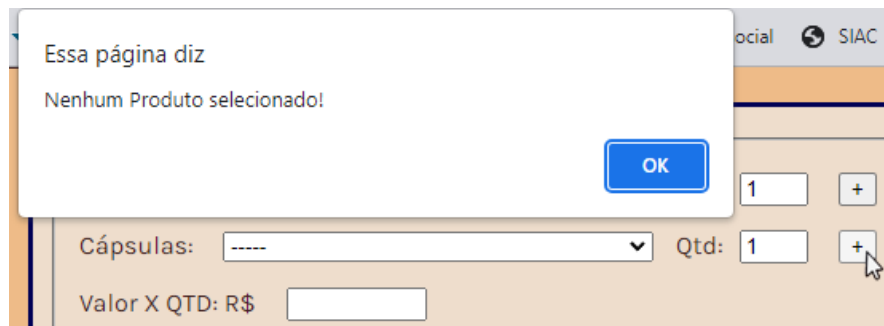 ocial SIAC
Essa página diz
Nenhum Produto selecionado!
OK
1 +
Cápsulas: ----- Qtd: 1 +
Valor X QTD: R$